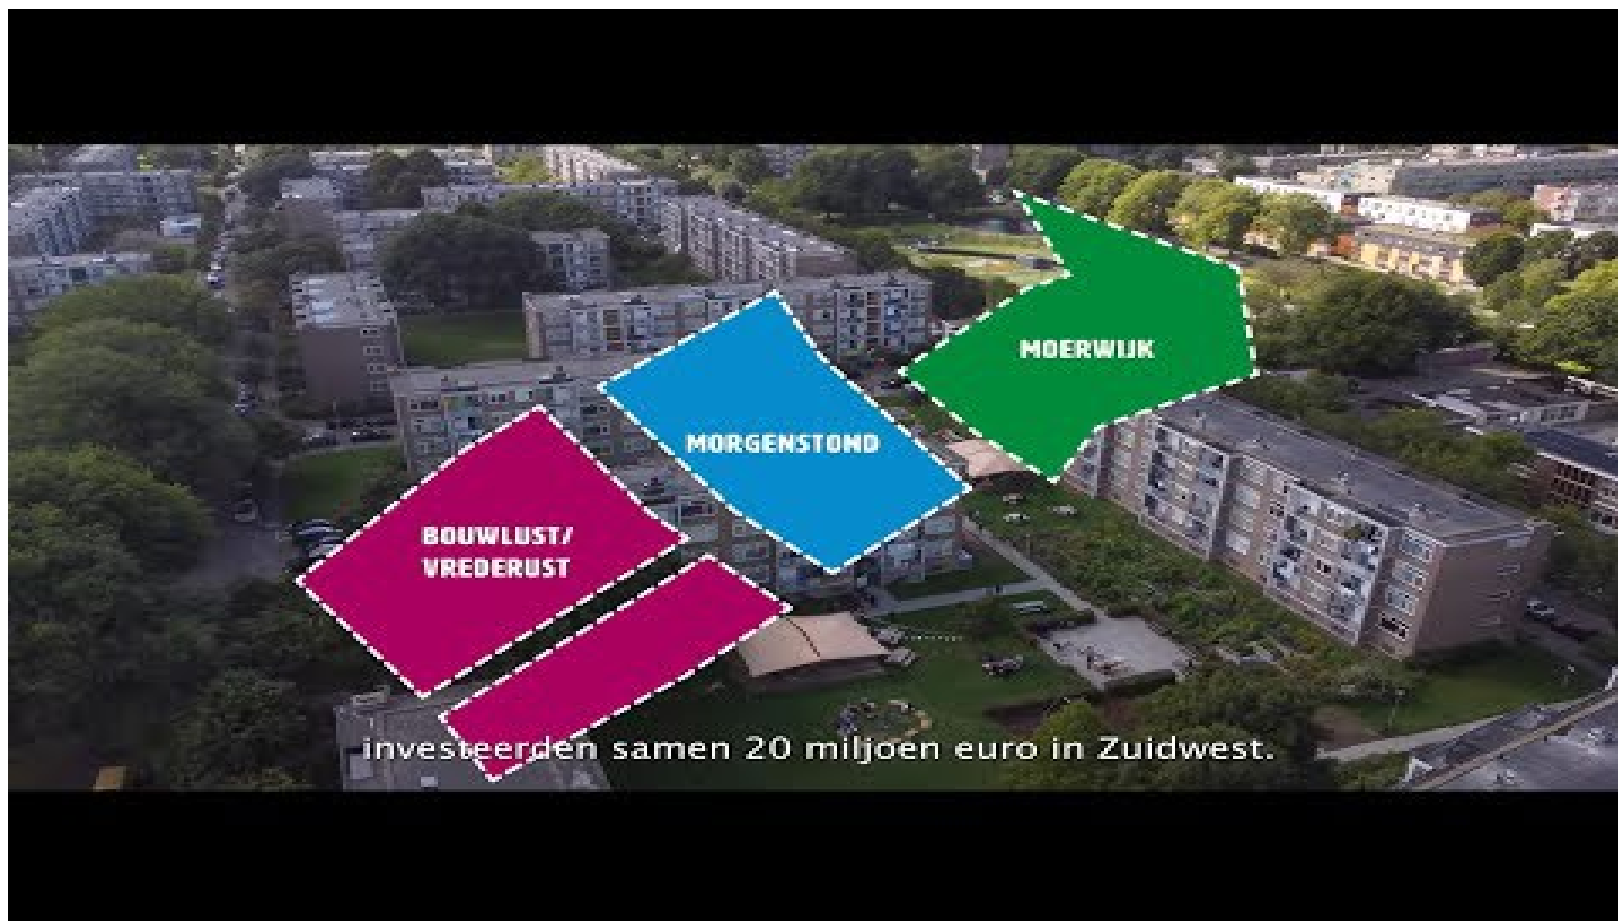 MOERWIJK
MORGENSTOND
BOUWLUST/
VREDERUST
investeerden samen 20 miljoen euro in Zuidwest.